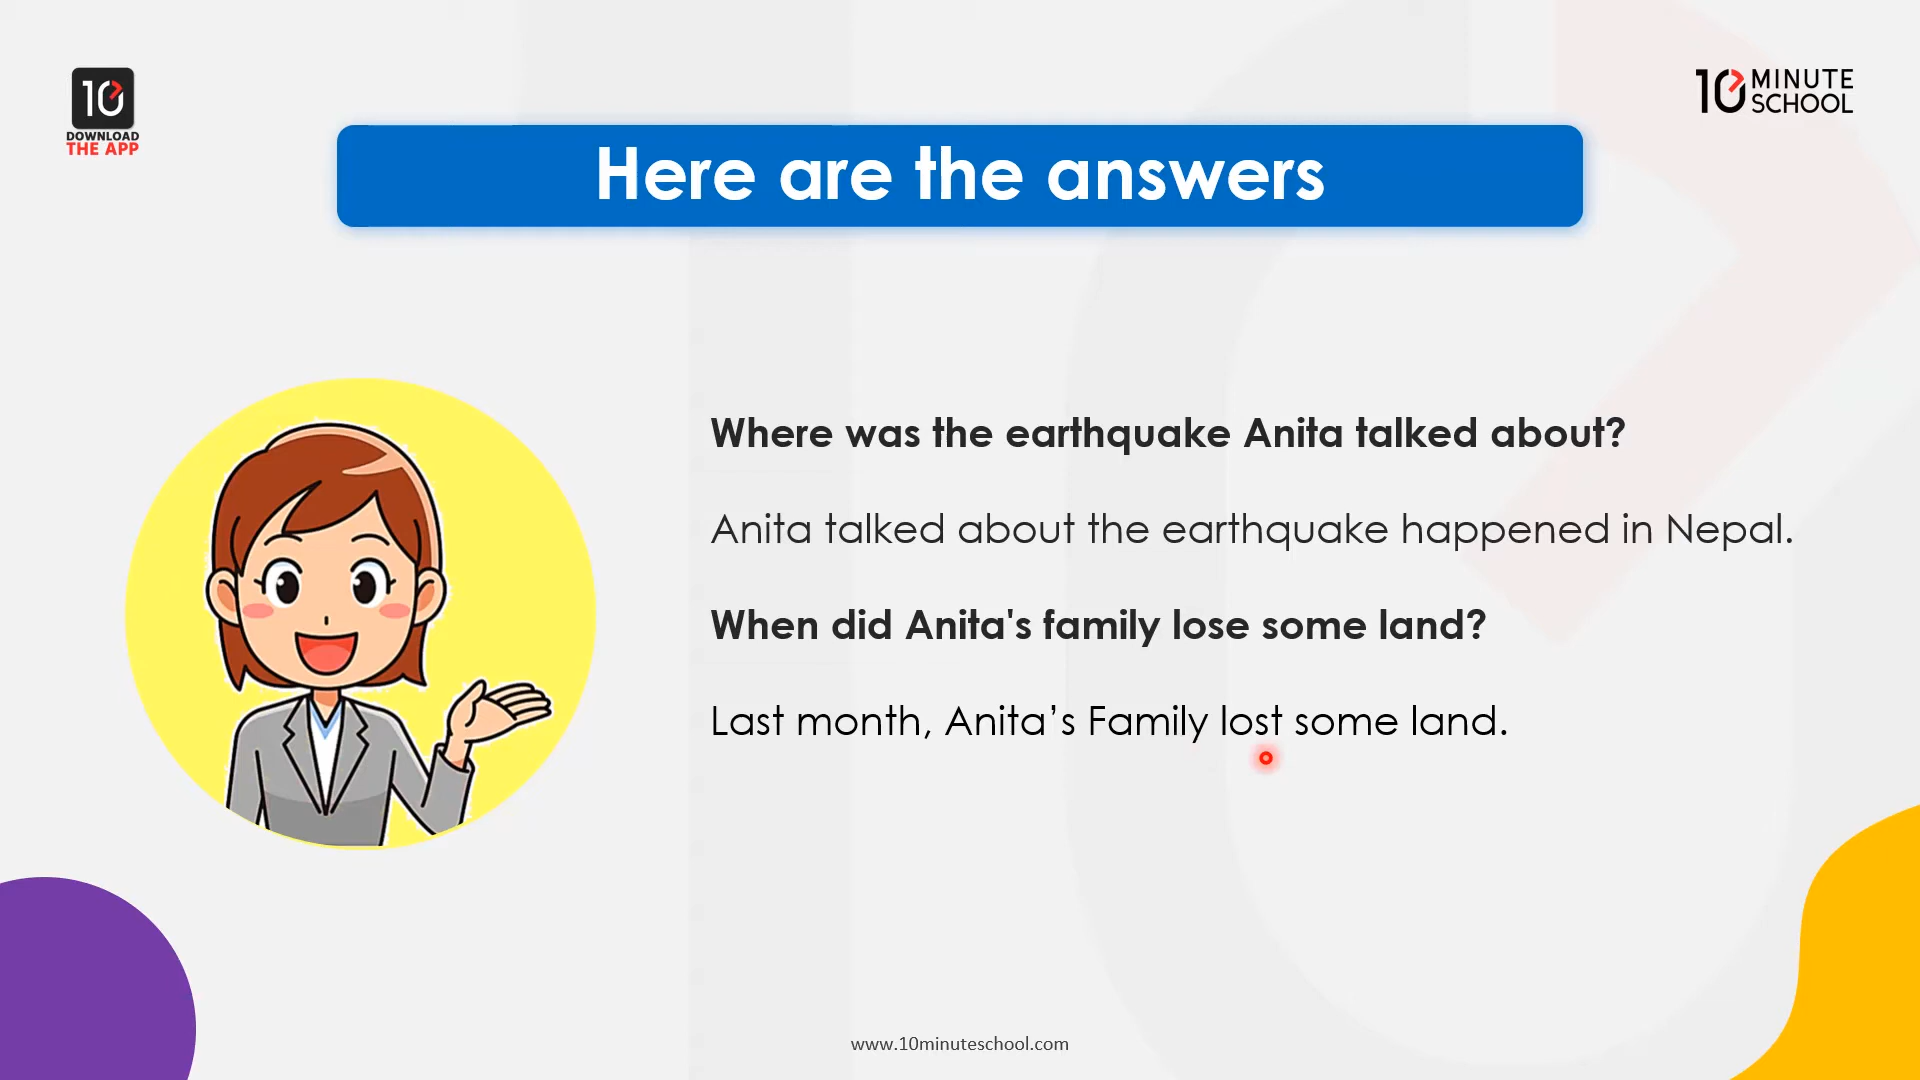 10
DOWNLOAD
THE APP
10 MINUTE
SCHOOL
Here are the answers
Where was the earthquake Anita talked about?
Anita talked about the earthquake happened in Nepal.
When did Anita's family lose some land?
Last month, Anita’s Family lost some land.
www.10minuteschool.com